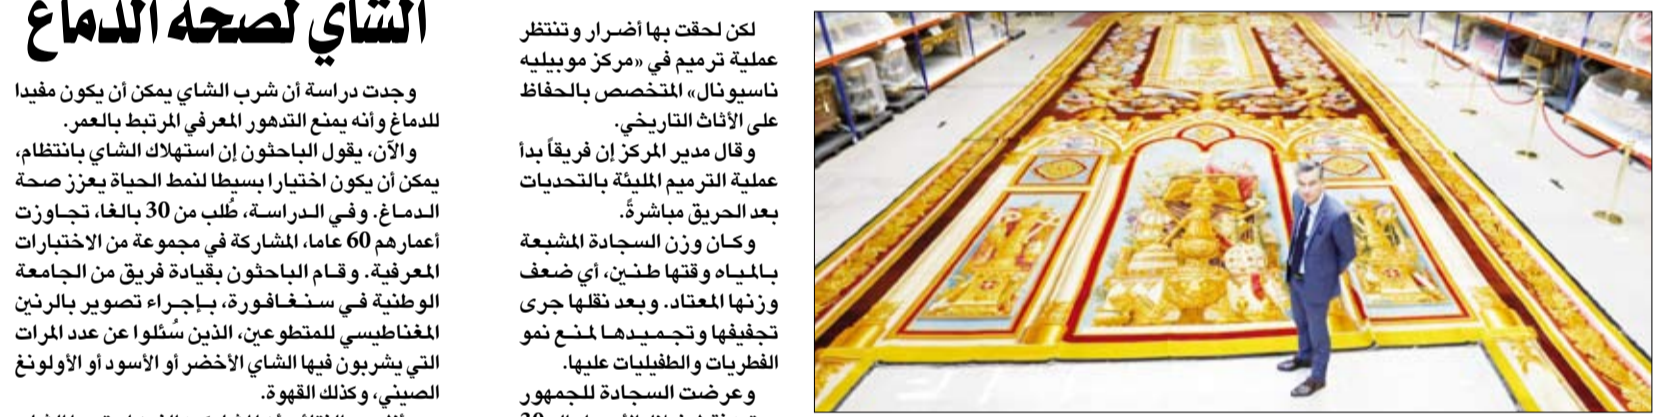 لكن لحقت بها أضرار وتنتظر
عملية ترميم في «مركز موبيليه
ناسيونال» المتخصص بالحفاظ
على الأثاث التاريخي.
وقال مدير المركز إن فريقاً بدأ
عملية الترميم المليئة بالتحديات
بعد الحريق مباشرةً.
وكان وزن السجادة المشبعة
بالمياه وقتها طنين، أي ضعف
وزنها المعتاد. وبعد نقلها جرى
تجفيفها وتجميدها لمنع نمو
الفطريات والطفيليات عليها.
وعرضت السجادة للجمهور
الشاي لصحة الدماغ
وجدت دراسة أن شرب الشاي يمكن أن يكون مفيدا
للدماغ وأنه يمنع التدهور المعرفي المرتبط بالعمر.
والآن، يقول الباحثون إن استهلاك الشاي بانتظام،
يمكن أن يكون اختيارا بسيطا لنمط الحياة يعزز صحة
الدماغ. وفي الدراسة، طُلب من 30 بالغا، تجاوزت
أعمارهم 60 عاما، المشاركة في مجموعة من الاختبارات
المعرفية. وقام الباحثون بقيادة فريق من الجامعة
الوطنية في سنغافورة، بإجراء تصوير بالرنين
المغناطيسي للمتطوعين، الذين سُئلوا عن عدد المرات
التي يشربون فيها الشاي الأخضر أو الأسود أو الأولونغ
الصيني، وكذلك القهوة.